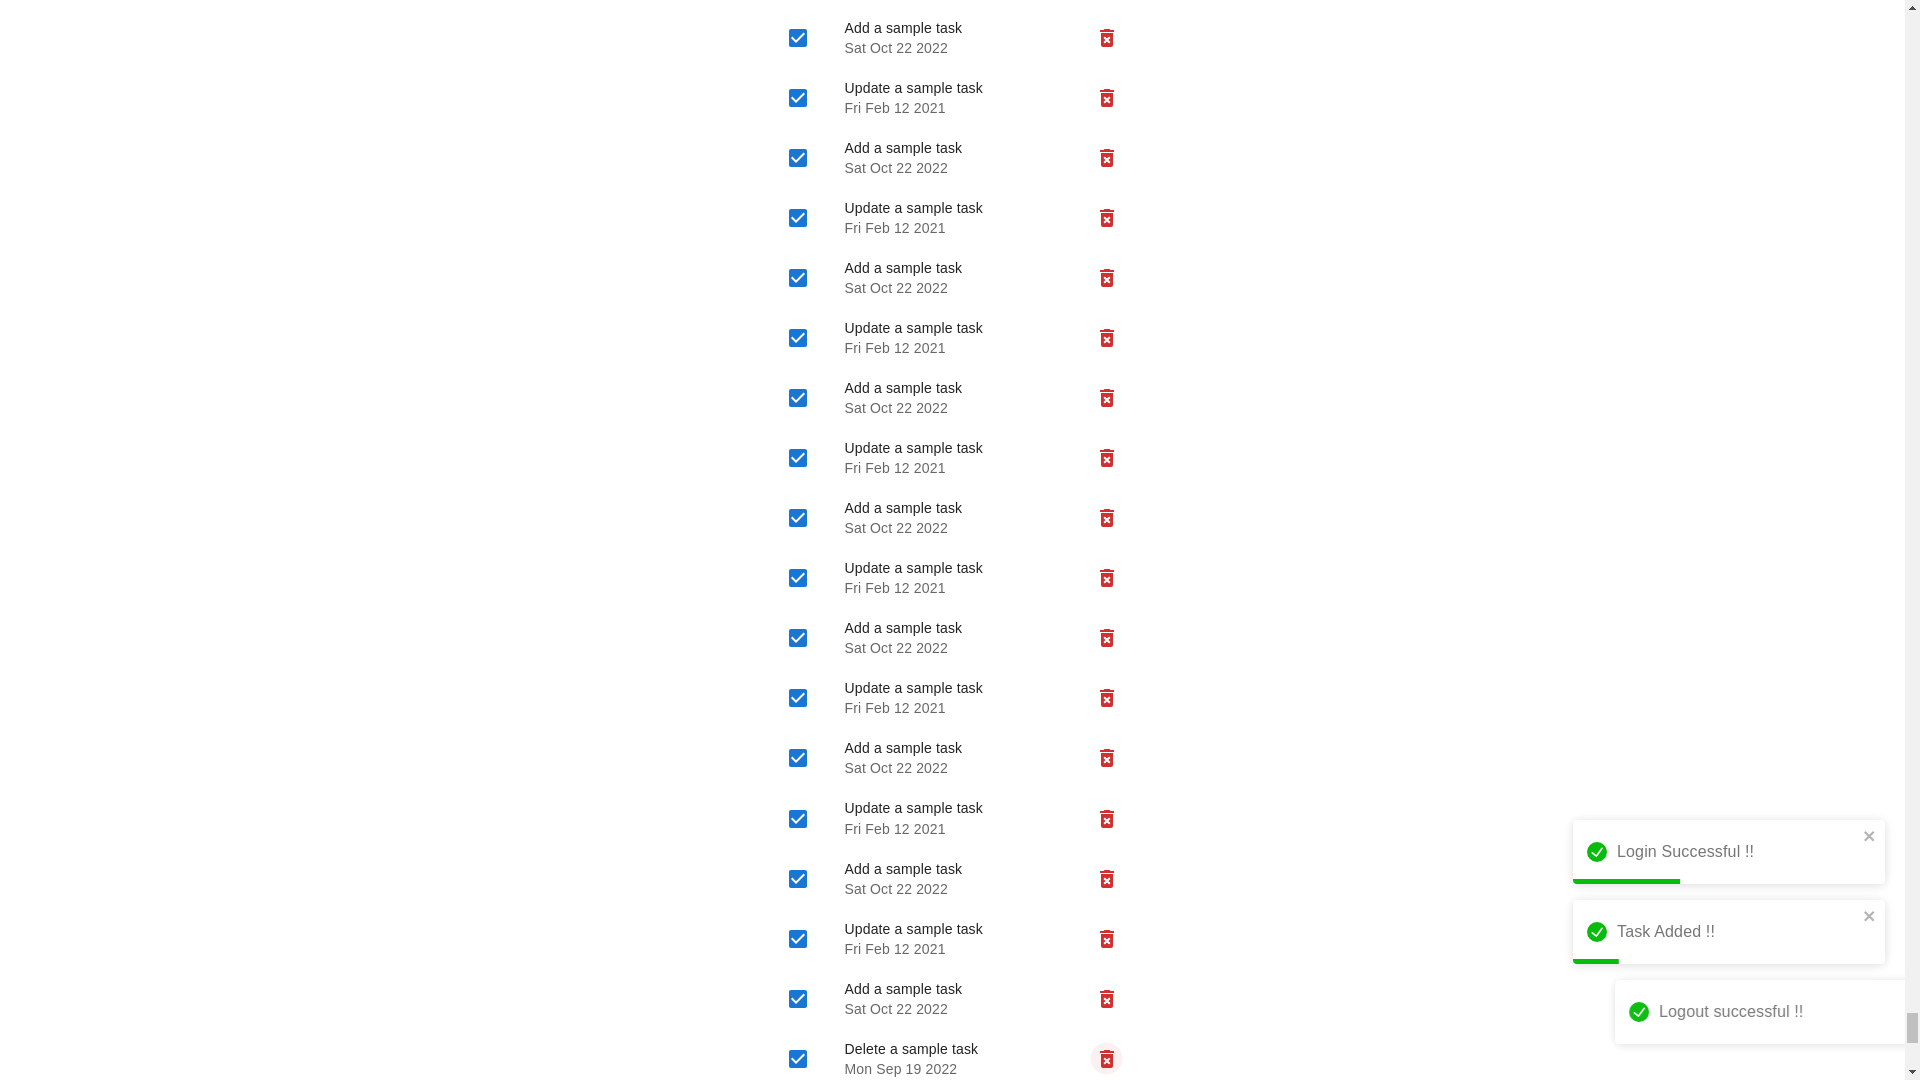 Add a sample task
Sat Oct 22 2022
Update a sample task
Fri Feb 12 2021
Add a sample task
Sat Oct 22 2022
Update a sample task
Fri Feb 12 2021
Add a sample task
Sat Oct 22 2022
Update a sample task
Fri Feb 12 2021
Add a sample task
Sat Oct 22 2022
Update a sample task
Fri Feb 12 2021
Add a sample task
Sat Oct 22 2022
Update a sample task
Fri Feb 12 2021
Add a sample task
Sat Oct 22 2022
Update a sample task
Fri Feb 12 2021
Add a sample task
Sat Oct 22 2022
Update a sample task
Fri Feb 12 2021
Add a sample task
Sat Oct 22 2022
Update a sample task
Fri Feb 12 2021
Add a sample task
Sat Oct 22 2022
Delete a sample task
Mon Sep 19 2022
Login Successful !!
Task Added !!
Logout successful !!